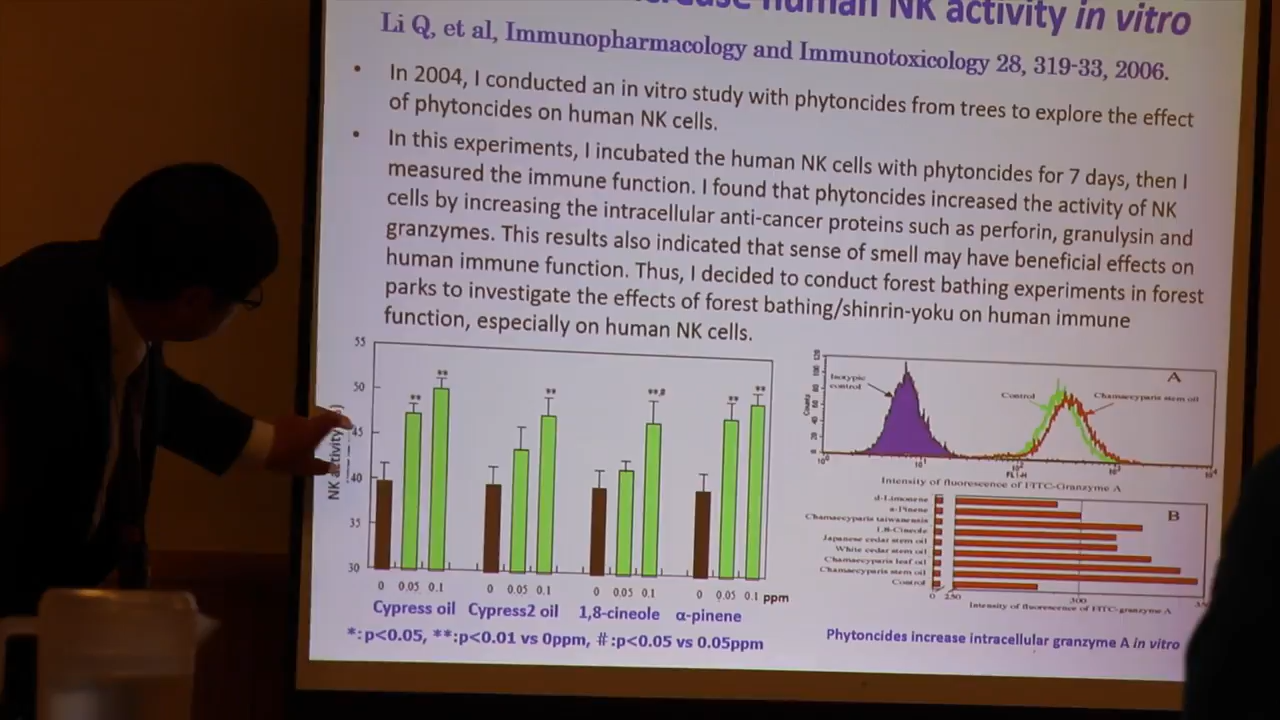 human NK activity in vitro
Li Q, et al, Immunopharmacology and Immunotoxicology 28, 319-33, 2006.
• In 2004, I conducted an in vitro study with phytoncides from trees to explore the effect
of phytoncides on human NK cells.
• In this experiments, I incubated the human NK cells with phytoncides for 7 days, then I
measured the immune function. I found that phytoncides increased the activity of NK
cells by increasing the intracellular anti-cancer proteins such as perforin, granulysin and
granzymes. This results also indicated that sense of smell may have beneficial effects on
human immune function. Thus, I decided to conduct forest bathing experiments in forest
parks to investigate the effects of forest bathing/shinrin-yoku on human immune
function, especially on human NK cells.
55
50
45
40
35
30
NK activity
** ** ** **# ** **
0 0.05 0.1 0 0.05 0.1 0 0.05 0.1 0 0.05 0.1 ppm
Cypress oil Cypress2 oil 1,8-cineole α-pinene
*:p<0.05, **:p<0.01 vs 0ppm, #:p<0.05 vs 0.05ppm
A
Isotypic
control
Control
Chamaecyparis stem oil
Counts
Intensity of fluorescence of FITC-Granzyme A
B
d-Limonene
α-Pinene
Chamaecyparis taiwanensis
1,8-Cineole
Japanese cedar stem oil
White cedar stem oil
Chamaecyparis leaf oil
Chamaecyparis stem oil
Control
0 250 300
Intensity of fluorescence of FITC-granzyme A
Phytoncides increase intracellular granzyme A in vitro